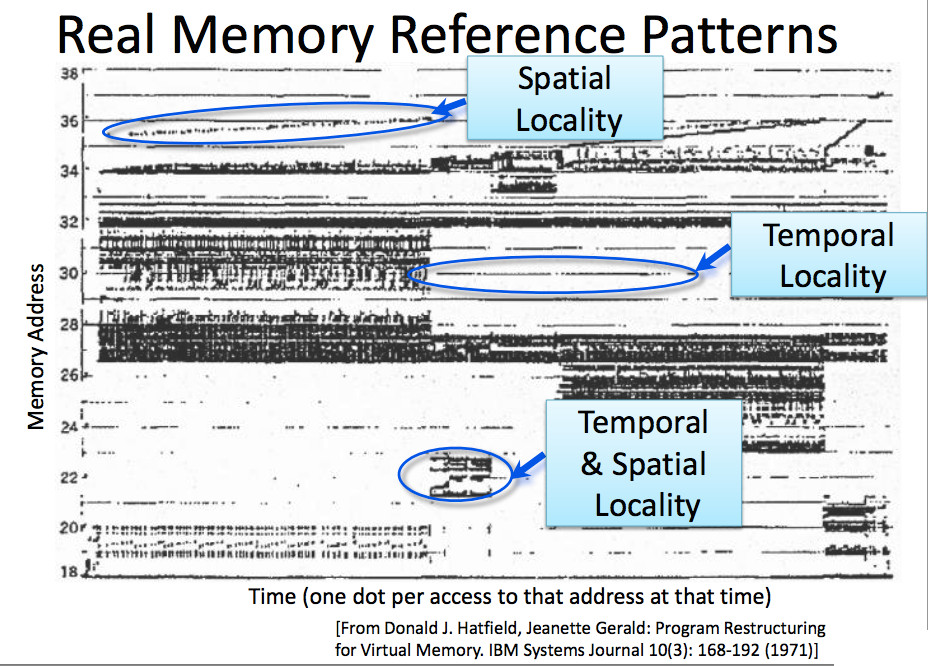 Real Memory Reference Patterns
38
Spatial
Locality
36
34
32
Temporal
Locality
30
Memory Address
28
26
Temporal
& Spatial
Locality
24
22
20
18
Time (one dot per access to that address at that time)
[From Donald J. Hatfield, Jeanette Gerald: Program Restructuring
for Virtual Memory. IBM Systems Journal 10(3): 168-192 (1971)]